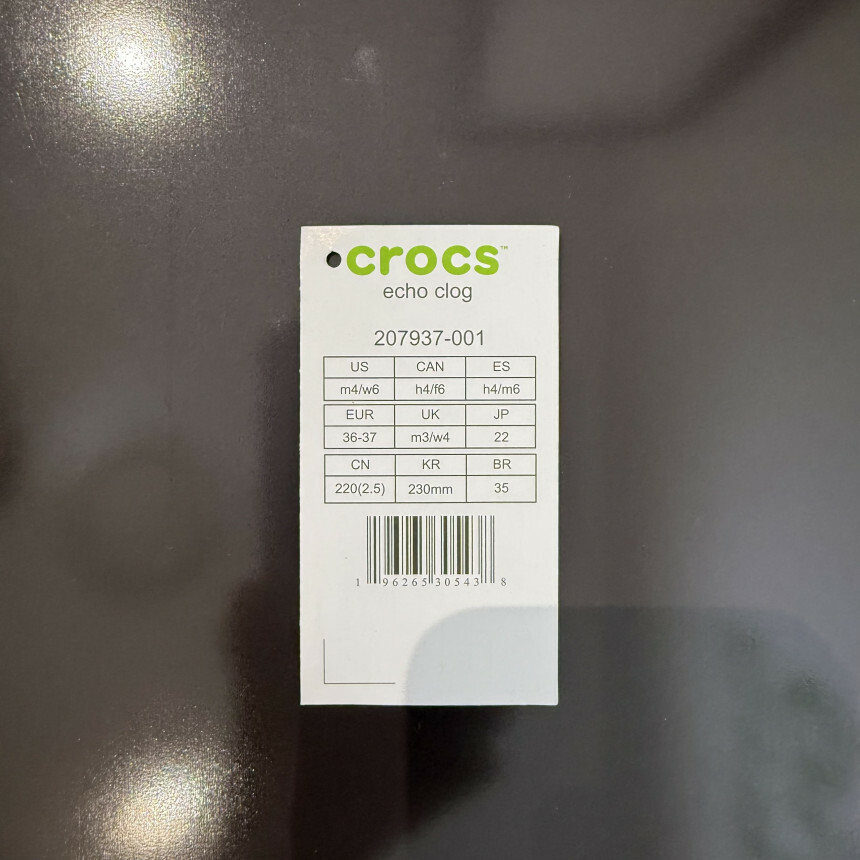 crocs™
echo clog
207937-001
US CAN ES
m4/w6 h4/f6 h4/m6
EUR UK JP
36-37 m3/w4 22
CN KR BR
220(2.5) 230mm 35
1 96265 30543 8